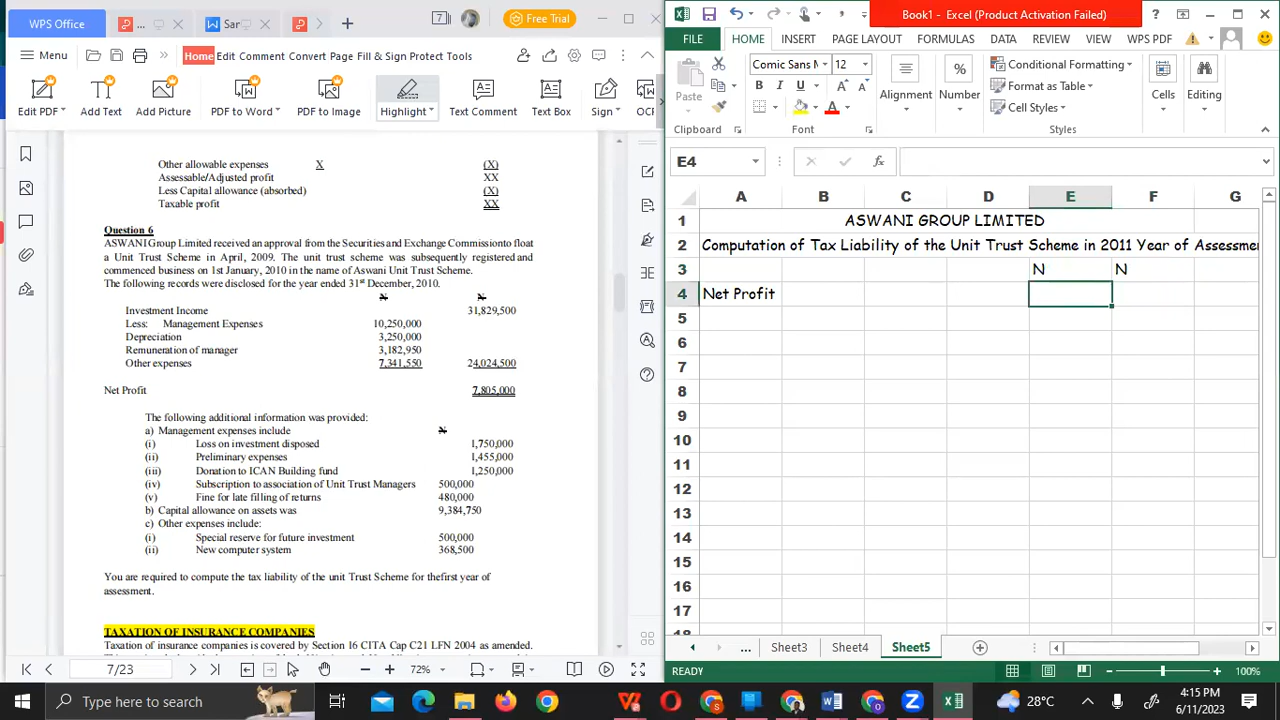 WPS Office
...
Sar
Free Trial
Menu
Home Edit Comment Convert Page Fill & Sign Protect Tools
Edit PDF
Add Text
Add Picture
PDF to Word
PDF to Image
Highlight
Text Comment
Text Box
Sign
OCF
Other allowable expenses X (X)
Assessable/Adjusted profit XX
Less Capital allowance (absorbed) (X)
Taxable profit XX
Question 6
ASWANI Group Limited received an approval from the Securities and Exchange Commission to float
a Unit Trust Scheme in April, 2009. The unit trust scheme was subsequently registered and
commenced business on 1st January, 2010 in the name of Aswani Unit Trust Scheme.
The following records were disclosed for the year ended 31st December, 2010.
N N
Investment Income 31,829,500
Less: Management Expenses 10,250,000
Depreciation 3,250,000
Remuneration of manager 3,182,950
Other expenses 7,341,550 24,024,500
Net Profit 7,805,000
The following additional information was provided:
a) Management expenses include N
(i) Loss on investment disposed 1,750,000
(ii) Preliminary expenses 1,455,000
(iii) Donation to ICAN Building fund 1,250,000
(iv) Subscription to association of Unit Trust Managers 500,000
(v) Fine for late filling of returns 480,000
b) Capital allowance on assets was 9,384,750
c) Other expenses include:
(i) Special reserve for future investment 500,000
(ii) New computer system 368,500
You are required to compute the tax liability of the unit Trust Scheme for thefirst year of
assessment.
TAXATION OF INSURANCE COMPANIES
Taxation of insurance companies is covered by Section 16 CITA Cap C21 LFN 2004 as amended.
7/23
72%
Book1 - Excel (Product Activation Failed)
FILE HOME INSERT PAGE LAYOUT FORMULAS DATA REVIEW VIEW WPS PDF
Paste
Clipboard
Comic Sans M 12
B I U
Font
Alignment
Number
Conditional Formatting
Format as Table
Cell Styles
Styles
Cells
Editing
E4
A B C D E F G
1 ASWANI GROUP LIMITED
2 Computation of Tax Liability of the Unit Trust Scheme in 2011 Year of Assessmen
3 N N
4 Net Profit
5
6
7
8
9
10
11
12
13
14
15
16
17
18
... Sheet3 Sheet4 Sheet5
READY
100%
Type here to search
28°C
4:15 PM
6/11/2023